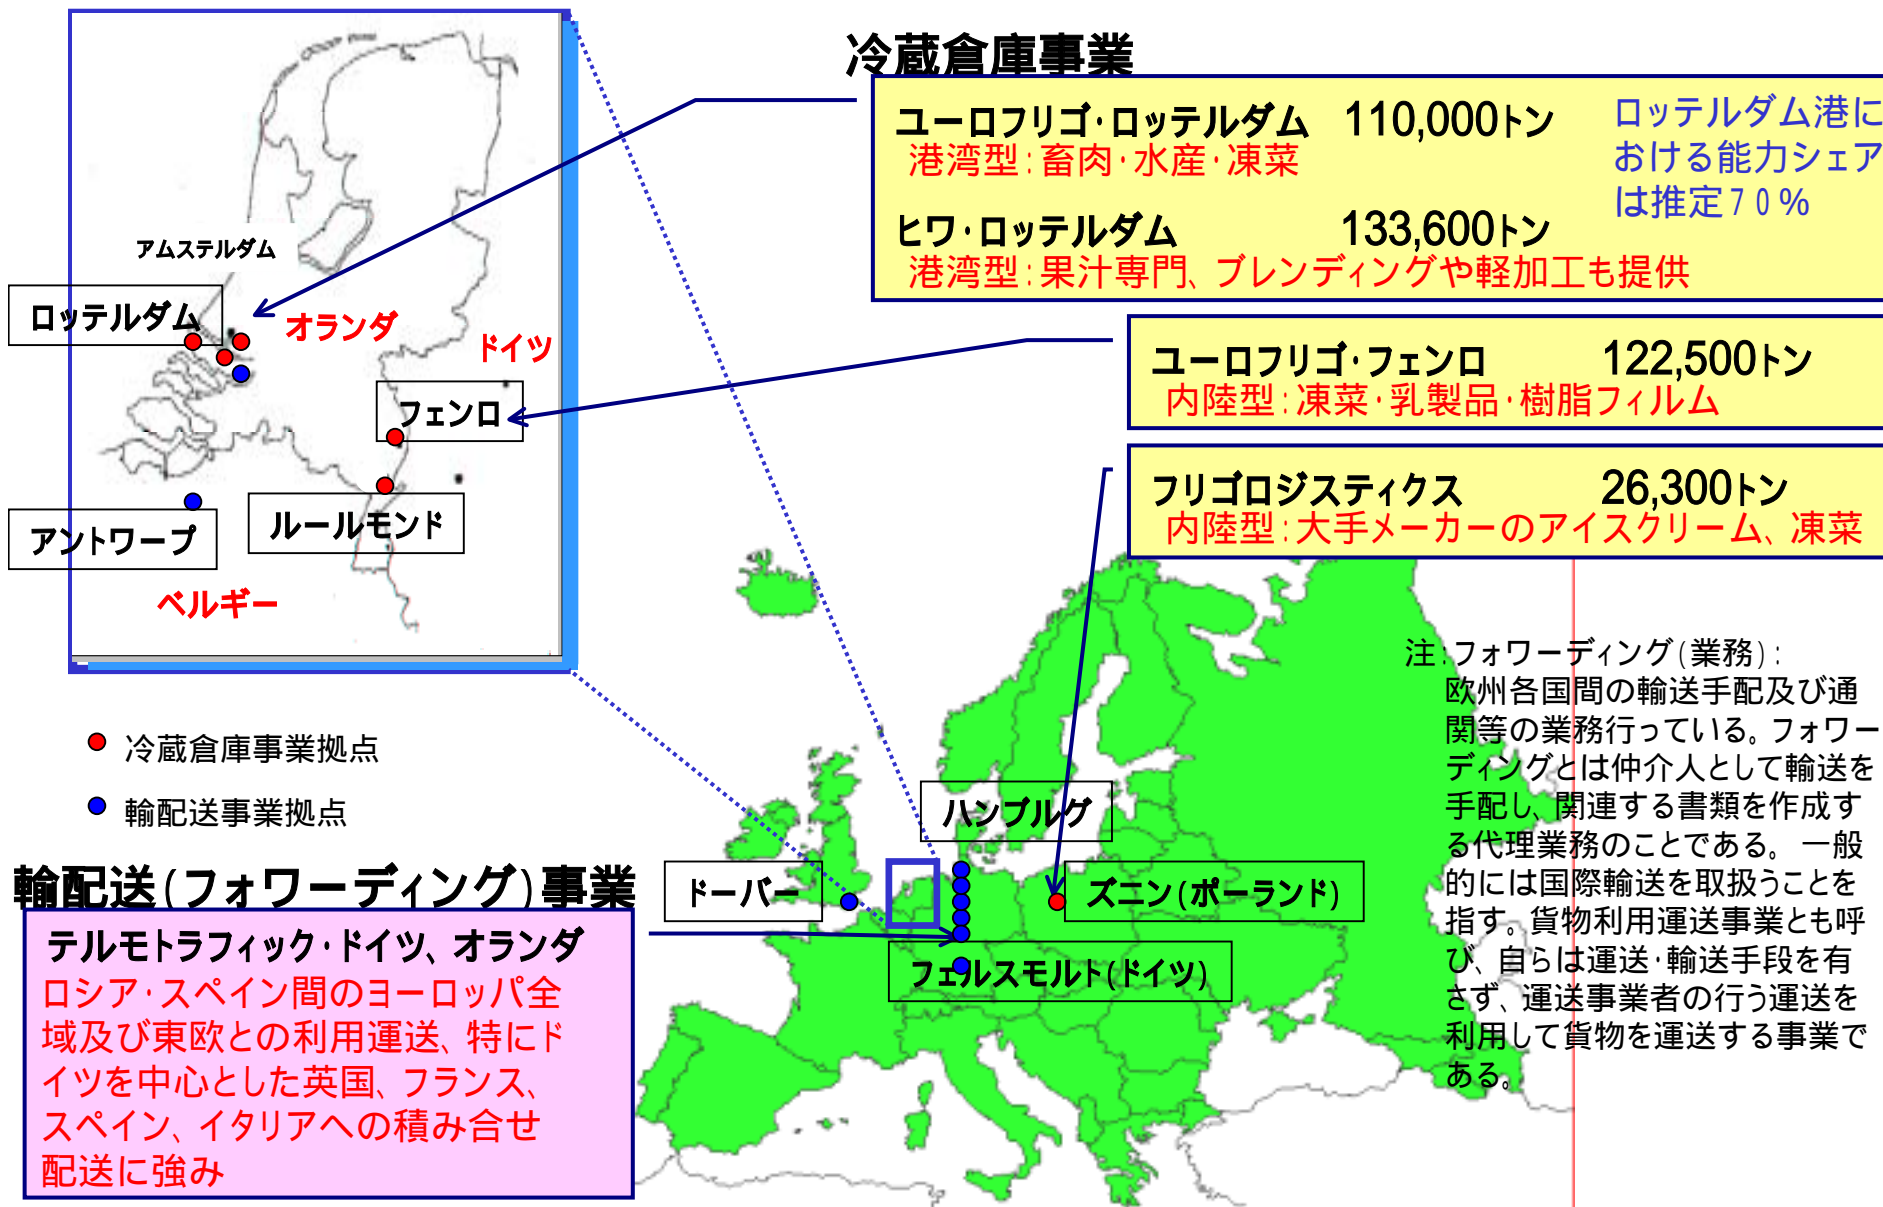 冷蔵倉庫事業
ユーロフリゴ・ロッテルダム 110,000トン
港湾型:畜肉・水産・凍菜
ヒワ・ロッテルダム 133,600トン
港湾型:果汁専門、ブレンディングや軽加工も提供
ロッテルダム港に
おける能力シェア
は推定70%
ユーロフリゴ・フェンロ 122,500トン
内陸型:凍菜・乳製品・樹脂フィルム
フリゴロジスティクス 26,300トン
内陸型:大手メーカーのアイスクリーム、凍菜
アムステルダム
ロッテルダム
オランダ
ドイツ
フェンロ
ルールモンド
アントワープ
ベルギー
冷蔵倉庫事業拠点
輸配送事業拠点
輸配送(フォワーディング)事業
テルモトラフィック・ドイツ、オランダ
ロシア・スペイン間のヨーロッパ全
域及び東欧との利用運送、特にド
イツを中心とした英国、フランス、
スペイン、イタリアへの積み合せ
配送に強み
ハンブルグ
ドーバー
ズニン(ポーランド)
フェルスモルト(ドイツ)
注:フォワーディング(業務):
欧州各国間の輸送手配及び通
関等の業務行っている。フォワー
ディングとは仲介人として輸送を
手配し、関連する書類を作成す
る代理業務のことである。一般
的には国際輸送を取扱うことを
指す。貨物利用運送事業とも呼
び、自らは運送・輸送手段を有
さず、運送事業者の行う運送を
利用して貨物を運送する事業で
ある。